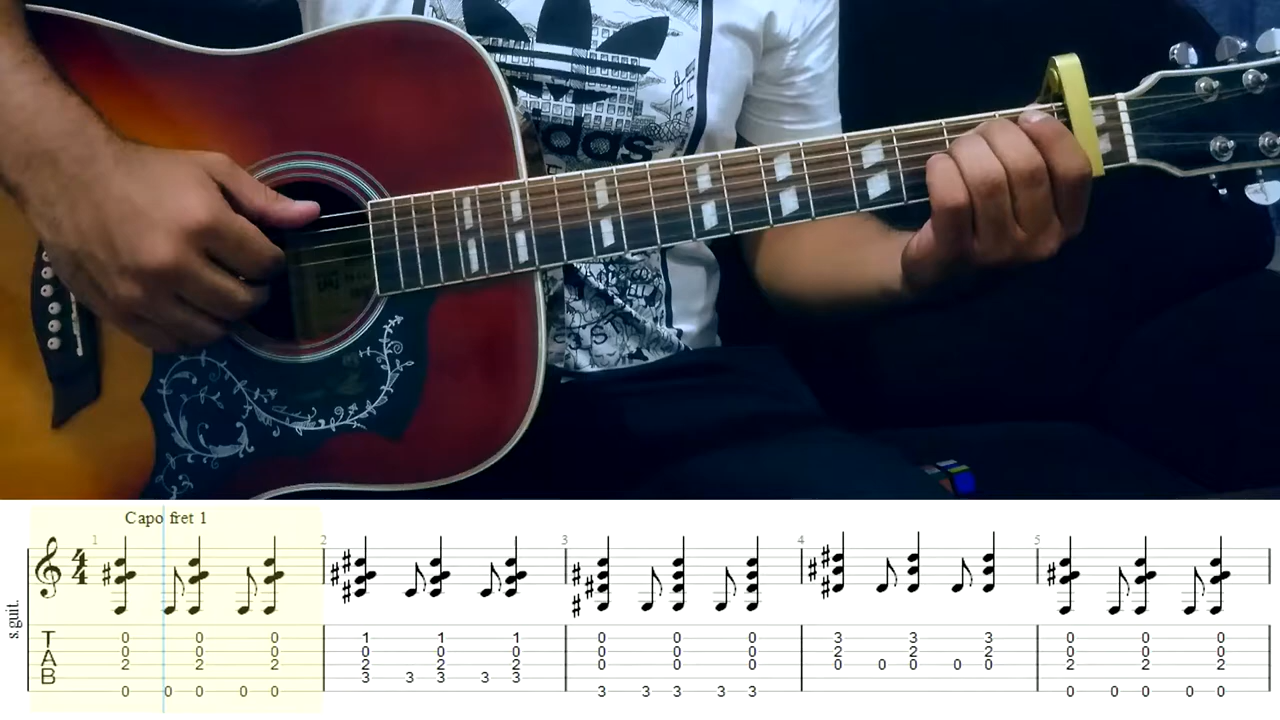 Capo fret 1
1 2 3 4 5
4
4
s.guit.
T 0 0 0 1 1 1 0 0 0 3 3 3 0 0 0
A 0 0 0 0 0 0 0 0 0 2 2 2 0 0 0
2 2 2 2 2 2 0 0 0 0 0 0 0 0 2 2 2
B 3 3 3 3 3
0 0 0 0 0 3 3 3 3 3 0 0 0 0 0